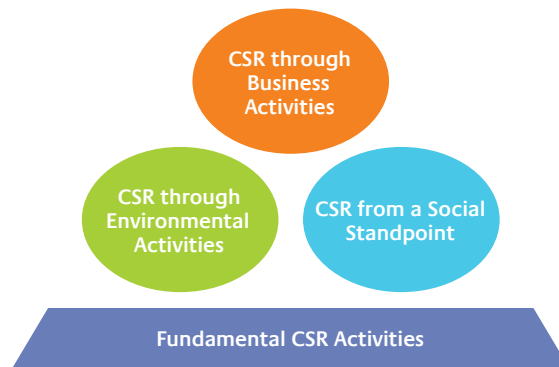 CSR through
Business
Activities
CSR through
Environmental
Activities
CSR from a Social
Standpoint
Fundamental CSR Activities